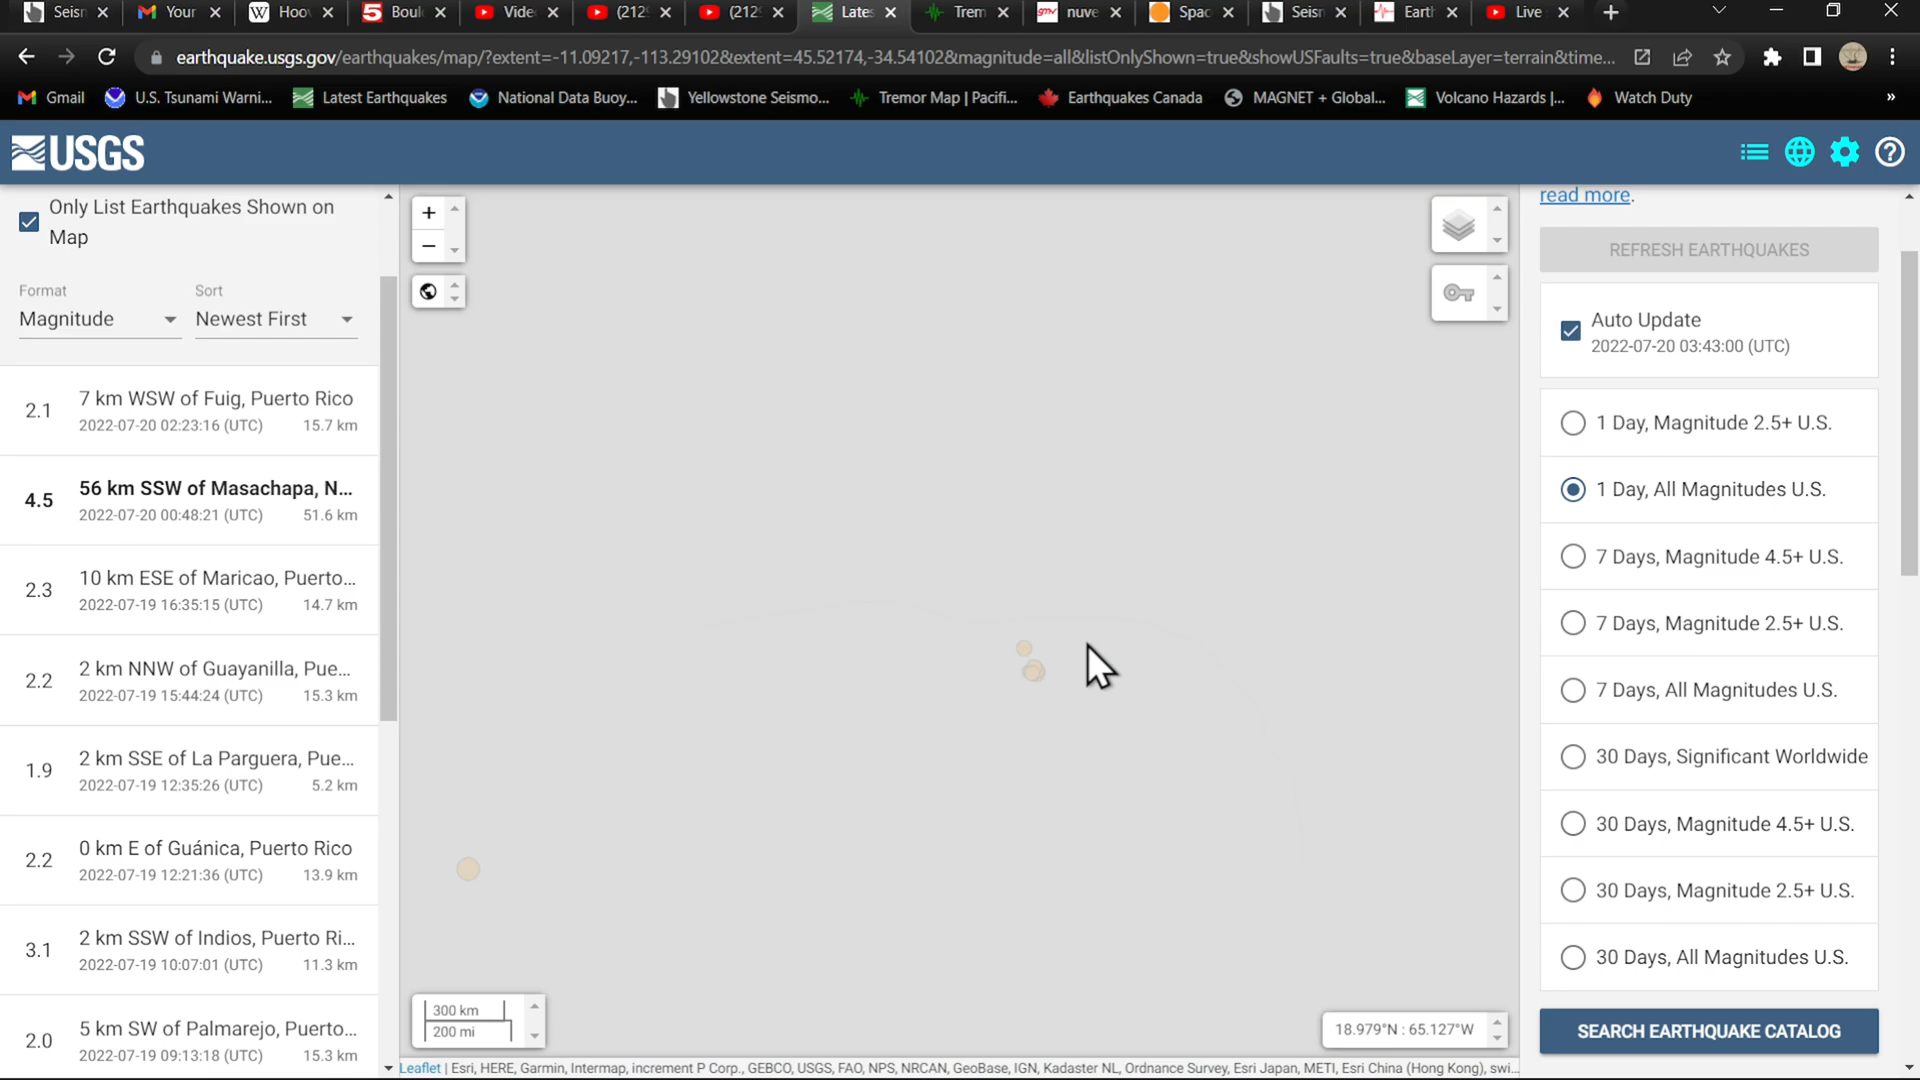 Seisn
Your
Hoov
Boul
Vide
(212
(212
Lates
Trem
nuve
Spac
Seisn
Earth
Live
earthquake.usgs.gov/earthquakes/map/?extent=-11.09217,-113.29102&extent=45.52174,-34.54102&magnitude=all&listOnlyShown=true&showUSFaults=true&baseLayer=terrain&time...
Gmail
U.S. Tsunami Warni...
Latest Earthquakes
National Data Buoy...
Yellowstone Seismo...
Tremor Map | Pacifi...
Earthquakes Canada
MAGNET + Global...
Volcano Hazards |...
Watch Duty
»
USGS
Only List Earthquakes Shown on
Map
Format
Sort
Magnitude
Newest First
2.1
7 km WSW of Fuig, Puerto Rico
2022-07-20 02:23:16 (UTC)
15.7 km
4.5
56 km SSW of Masachapa, N...
2022-07-20 00:48:21 (UTC)
51.6 km
2.3
10 km ESE of Maricao, Puerto...
2022-07-19 16:35:15 (UTC)
14.7 km
2.2
2 km NNW of Guayanilla, Pue...
2022-07-19 15:44:24 (UTC)
15.3 km
1.9
2 km SSE of La Parguera, Pue...
2022-07-19 12:35:26 (UTC)
5.2 km
2.2
0 km E of Guánica, Puerto Rico
2022-07-19 12:21:36 (UTC)
13.9 km
3.1
2 km SSW of Indios, Puerto Ri...
2022-07-19 10:07:01 (UTC)
11.3 km
2.0
5 km SW of Palmarejo, Puerto...
2022-07-19 09:13:18 (UTC)
15.3 km
+
−
300 km
200 mi
18.979°N : 65.127°W
Leaflet | Esri, HERE, Garmin, Intermap, increment P Corp., GEBCO, USGS, FAO, NPS, NRCAN, GeoBase, IGN, Kadaster NL, Ordnance Survey, Esri Japan, METI, Esri China (Hong Kong), swi...
read more.
REFRESH EARTHQUAKES
Auto Update
2022-07-20 03:43:00 (UTC)
1 Day, Magnitude 2.5+ U.S.
1 Day, All Magnitudes U.S.
7 Days, Magnitude 4.5+ U.S.
7 Days, Magnitude 2.5+ U.S.
7 Days, All Magnitudes U.S.
30 Days, Significant Worldwide
30 Days, Magnitude 4.5+ U.S.
30 Days, Magnitude 2.5+ U.S.
30 Days, All Magnitudes U.S.
SEARCH EARTHQUAKE CATALOG